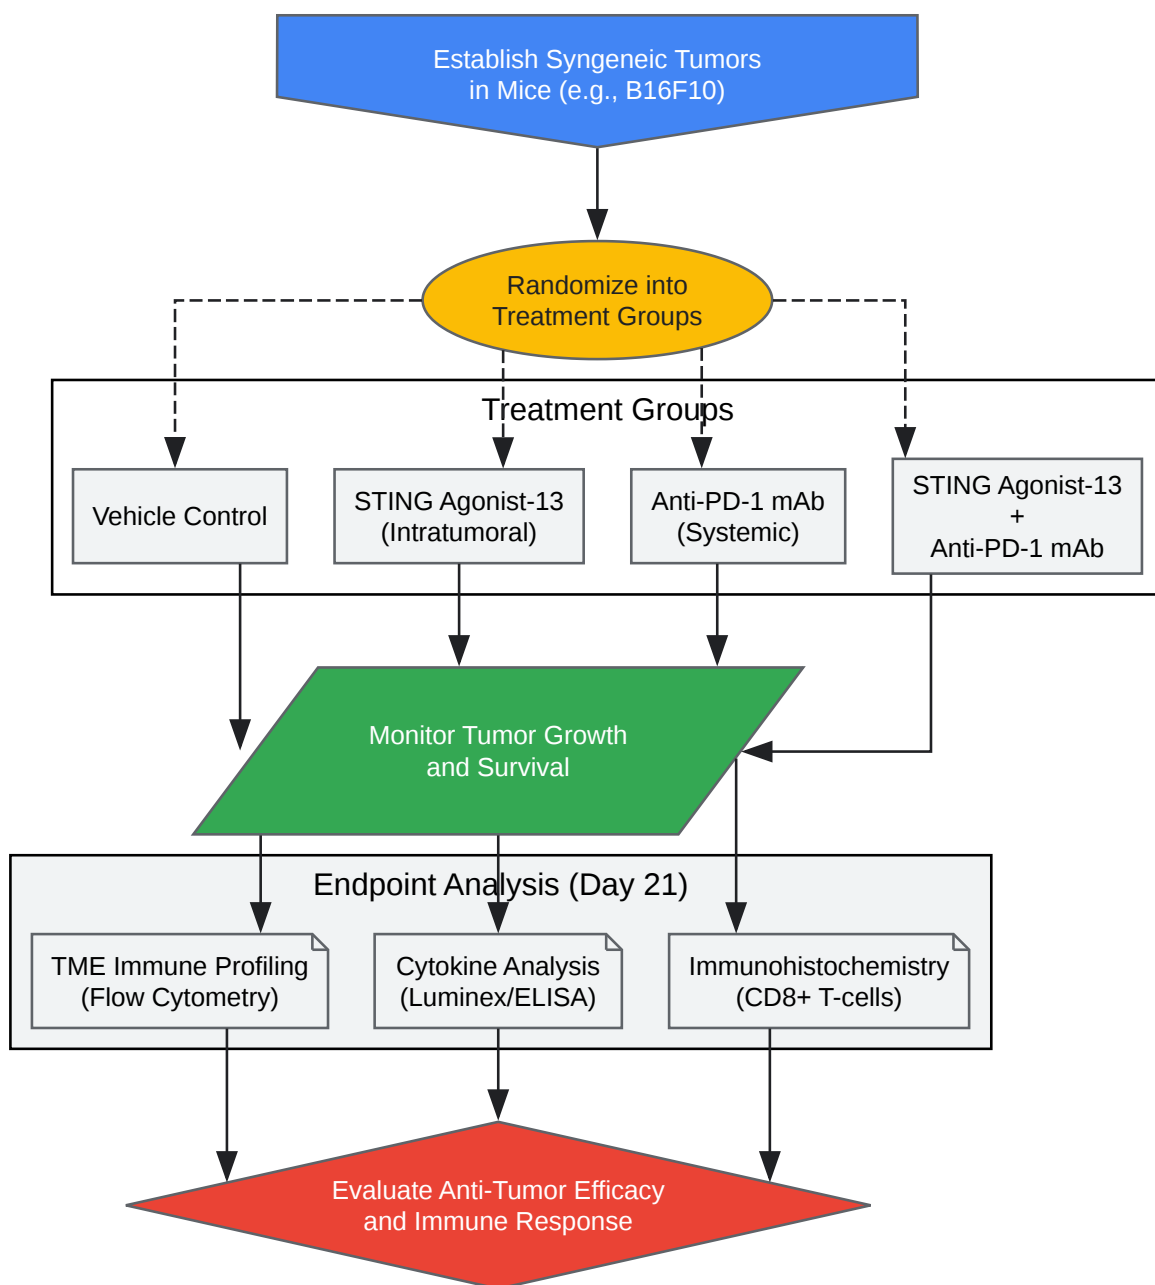 Establish Syngeneic Tumors
in Mice (e.g., B16F10)
Randomize into
Treatment Groups
Treatment Groups
Vehicle Control
STING Agonist-13
(Intratumoral)
Anti-PD-1 mAb
(Systemic)
STING Agonist-13
+
Anti-PD-1 mAb
Monitor Tumor Growth
and Survival
Endpoint Analysis (Day 21)
TME Immune Profiling
(Flow Cytometry)
Cytokine Analysis
(Luminex/ELISA)
Immunohistochemistry
(CD8+ T-cells)
Evaluate Anti-Tumor Efficacy
and Immune Response